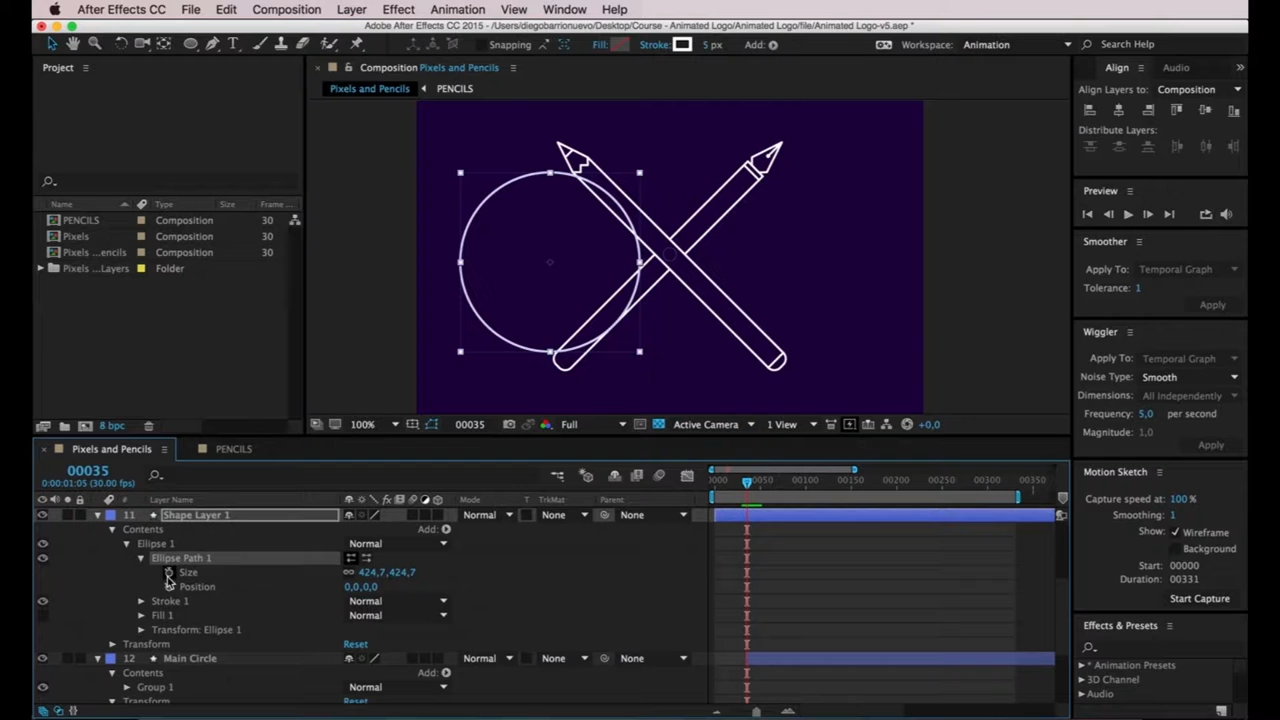 After Effects CC File Edit Composition Layer Effect Animation View Window Help
Adobe After Effects CC 2015 - /Users/diegobarrionuevo/Desktop/Course - Animated Logo/Animated Logo/file/Animated Logo-v5.aep *
Snapping Fill: Stroke: 5 px Add: Workspace: Animation Search Help
Project
Composition Pixels and Pencils
Pixels and Pencils PENCILS
Name Type Size Frame ...
PENCILS Composition 30
Pixels Composition 30
Pixels ...encils Composition 30
Pixels ...Layers Folder
8 bpc
100% 00035 Full Active Camera 1 View +0,0
Align Audio
Align Layers to: Composition
Distribute Layers:
Preview
Smoother
Apply To: Temporal Graph
Tolerance: 1
Apply
Wiggler
Apply To: Temporal Graph
Noise Type: Smooth
Dimensions: All Independently
Frequency: 5,0 per second
Magnitude: 1,0
Apply
Motion Sketch
Capture speed at: 100 %
Smoothing: 1
Show: Wireframe
Background
Start: 00000
Duration: 00331
Start Capture
Effects & Presets
* Animation Presets
3D Channel
Audio
Pixels and Pencils PENCILS
00035
0:00:01:05 (30.00 fps)
# Layer Name Mode T TrkMat Parent
0000 00050 00100 00150 00200 00250 00300 00350
11 Shape Layer 1 Normal None None
Contents Add:
Ellipse 1 Normal
Ellipse Path 1
Size 424,7,424,7
Position 0,0,0,0
Stroke 1 Normal
Fill 1 Normal
Transform: Ellipse 1
Transform Reset
12 Main Circle Normal None None
Contents Add:
Group 1 Normal
Transform Reset